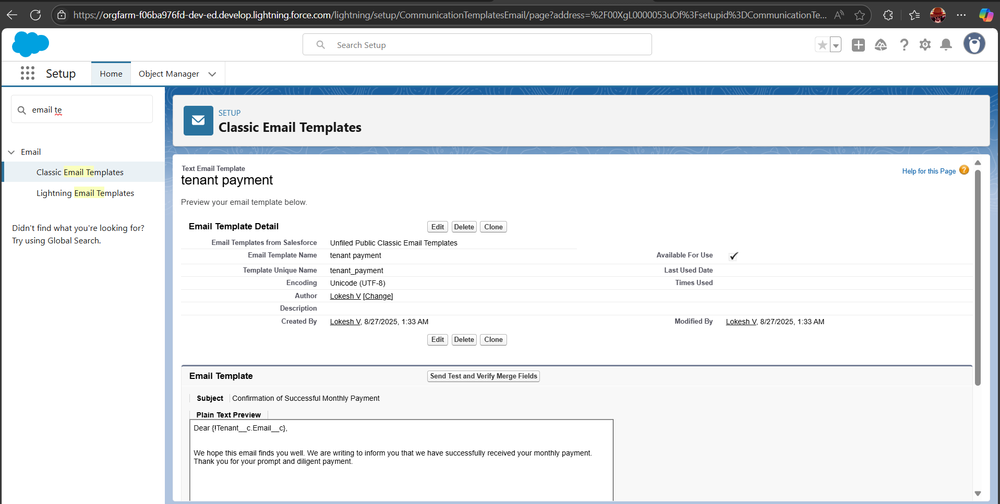 https://orgfarm-f06ba976fd-dev-ed.develop.lightning.force.com/lightning/setup/CommunicationTemplatesEmail/page?address=%2F00XgL0000053uOf%3Fsetupid%3DCommunicationTe...
Search Setup
Setup
Home
Object Manager
email te
Email
Classic Email Templates
Lightning Email Templates
Didn't find what you're looking for?
Try using Global Search.
SETUP
Classic Email Templates
Text Email Template
tenant payment
Help for this Page
Preview your email template below.
Email Template Detail
Edit Delete Clone
Email Templates from Salesforce Unfiled Public Classic Email Templates
Email Template Name tenant payment Available For Use
Template Unique Name tenant_payment Last Used Date
Encoding Unicode (UTF-8) Times Used
Author Lokesh V [Change]
Description
Created By Lokesh V, 8/27/2025, 1:33 AM Modified By Lokesh V, 8/27/2025, 1:33 AM
Edit Delete Clone
Email Template Send Test and Verify Merge Fields
Subject Confirmation of Successful Monthly Payment
Plain Text Preview
Dear {!Tenant__c.Email__c},
We hope this email finds you well. We are writing to inform you that we have successfully received your monthly payment.
Thank you for your prompt and diligent payment.